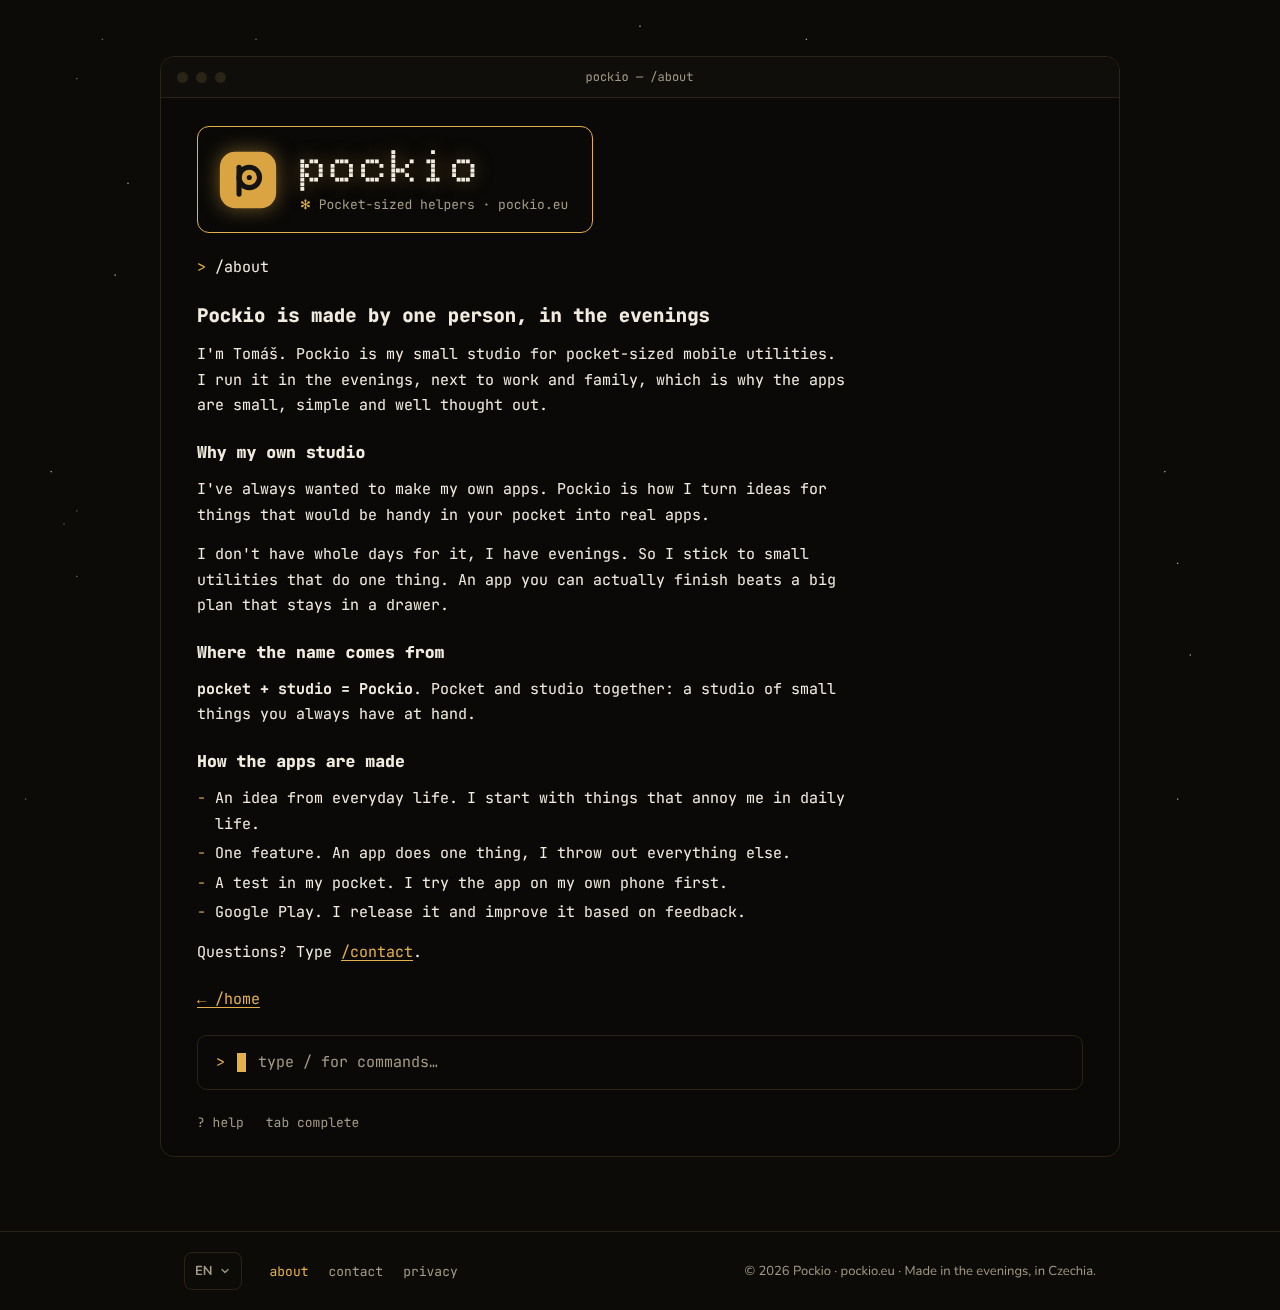 pockio — /about
pockio
✻ Pocket-sized helpers · pockio.eu
> /about
Pockio is made by one person, in the evenings
I'm Tomáš. Pockio is my small studio for pocket-sized mobile utilities.
I run it in the evenings, next to work and family, which is why the apps
are small, simple and well thought out.
Why my own studio
I've always wanted to make my own apps. Pockio is how I turn ideas for
things that would be handy in your pocket into real apps.
I don't have whole days for it, I have evenings. So I stick to small
utilities that do one thing. An app you can actually finish beats a big
plan that stays in a drawer.
Where the name comes from
pocket + studio = Pockio. Pocket and studio together: a studio of small
things you always have at hand.
How the apps are made
- An idea from everyday life. I start with things that annoy me in daily
life.
- One feature. An app does one thing, I throw out everything else.
- A test in my pocket. I try the app on my own phone first.
- Google Play. I release it and improve it based on feedback.
Questions? Type /contact.
← /home
> type / for commands…
? help tab complete
EN about contact privacy
© 2026 Pockio · pockio.eu · Made in the evenings, in Czechia.